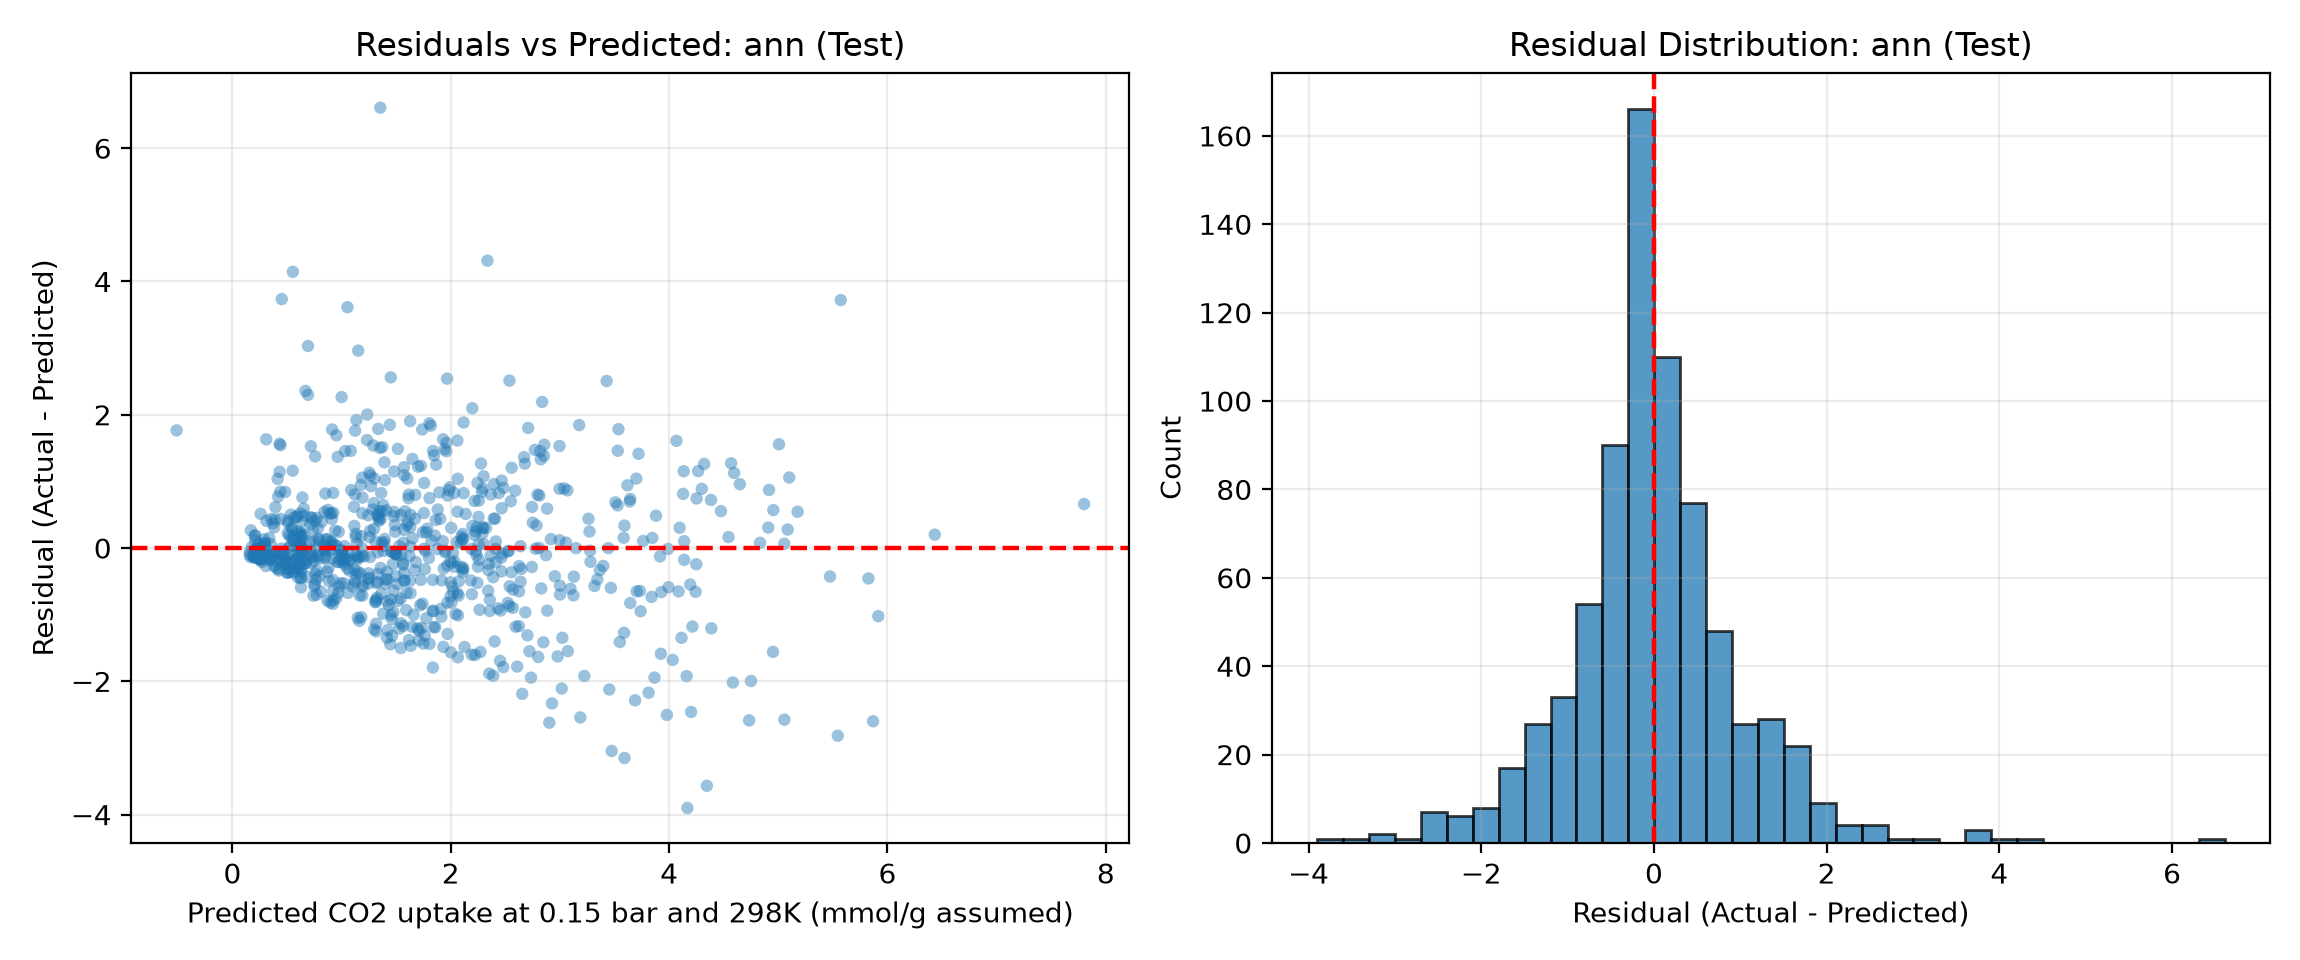 Residuals vs Predicted: ann (Test)
Residual (Actual - Predicted)
6
4
2
0
−2
−4
0 2 4 6 8
Predicted CO2 uptake at 0.15 bar and 298K (mmol/g assumed)
Residual Distribution: ann (Test)
Count
160
140
120
100
80
60
40
20
0
−4 −2 0 2 4 6
Residual (Actual - Predicted)